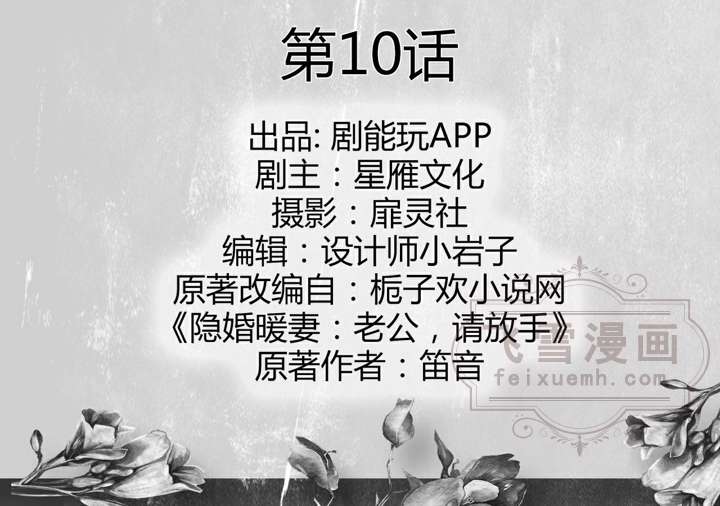 第10话
出品: 剧能玩APP
剧主：星雁文化
摄影：扉灵社
编辑：设计师小岩子
原著改编自：栀子欢小说网
《隐婚暖妻：老公，请放手》
原著作者：笛音
飞雪漫画
feixuemh.com